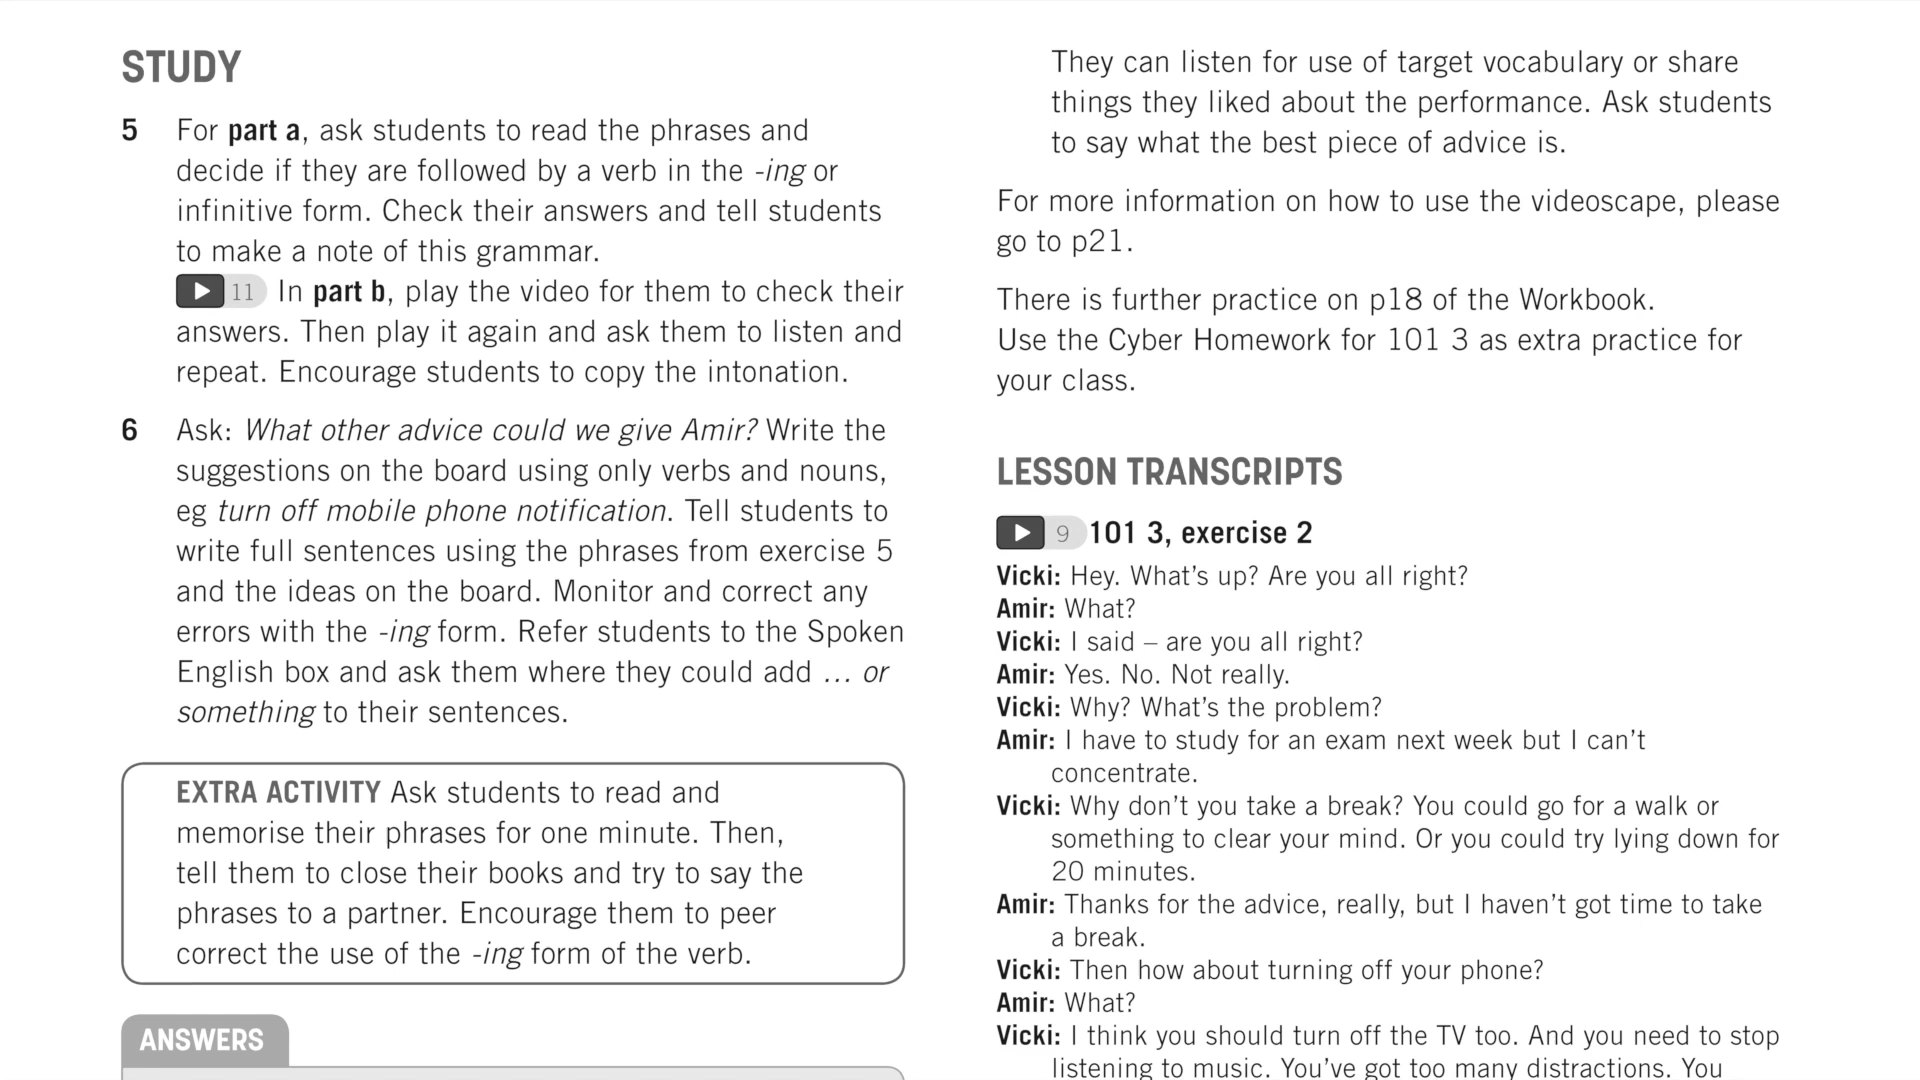 STUDY
5 For part a, ask students to read the phrases and
decide if they are followed by a verb in the -ing or
infinitive form. Check their answers and tell students
to make a note of this grammar.
11 In part b, play the video for them to check their
answers. Then play it again and ask them to listen and
repeat. Encourage students to copy the intonation.
6 Ask: What other advice could we give Amir? Write the
suggestions on the board using only verbs and nouns,
eg turn off mobile phone notification. Tell students to
write full sentences using the phrases from exercise 5
and the ideas on the board. Monitor and correct any
errors with the -ing form. Refer students to the Spoken
English box and ask them where they could add … or
something to their sentences.
EXTRA ACTIVITY Ask students to read and
memorise their phrases for one minute. Then,
tell them to close their books and try to say the
phrases to a partner. Encourage them to peer
correct the use of the -ing form of the verb.
ANSWERS
They can listen for use of target vocabulary or share
things they liked about the performance. Ask students
to say what the best piece of advice is.
For more information on how to use the videoscape, please
go to p21.
There is further practice on p18 of the Workbook.
Use the Cyber Homework for 101 3 as extra practice for
your class.
LESSON TRANSCRIPTS
9 101 3, exercise 2
Vicki: Hey. What's up? Are you all right?
Amir: What?
Vicki: I said – are you all right?
Amir: Yes. No. Not really.
Vicki: Why? What's the problem?
Amir: I have to study for an exam next week but I can't
concentrate.
Vicki: Why don't you take a break? You could go for a walk or
something to clear your mind. Or you could try lying down for
20 minutes.
Amir: Thanks for the advice, really, but I haven't got time to take
a break.
Vicki: Then how about turning off your phone?
Amir: What?
Vicki: I think you should turn off the TV too. And you need to stop
listening to music. You've got too many distractions. You